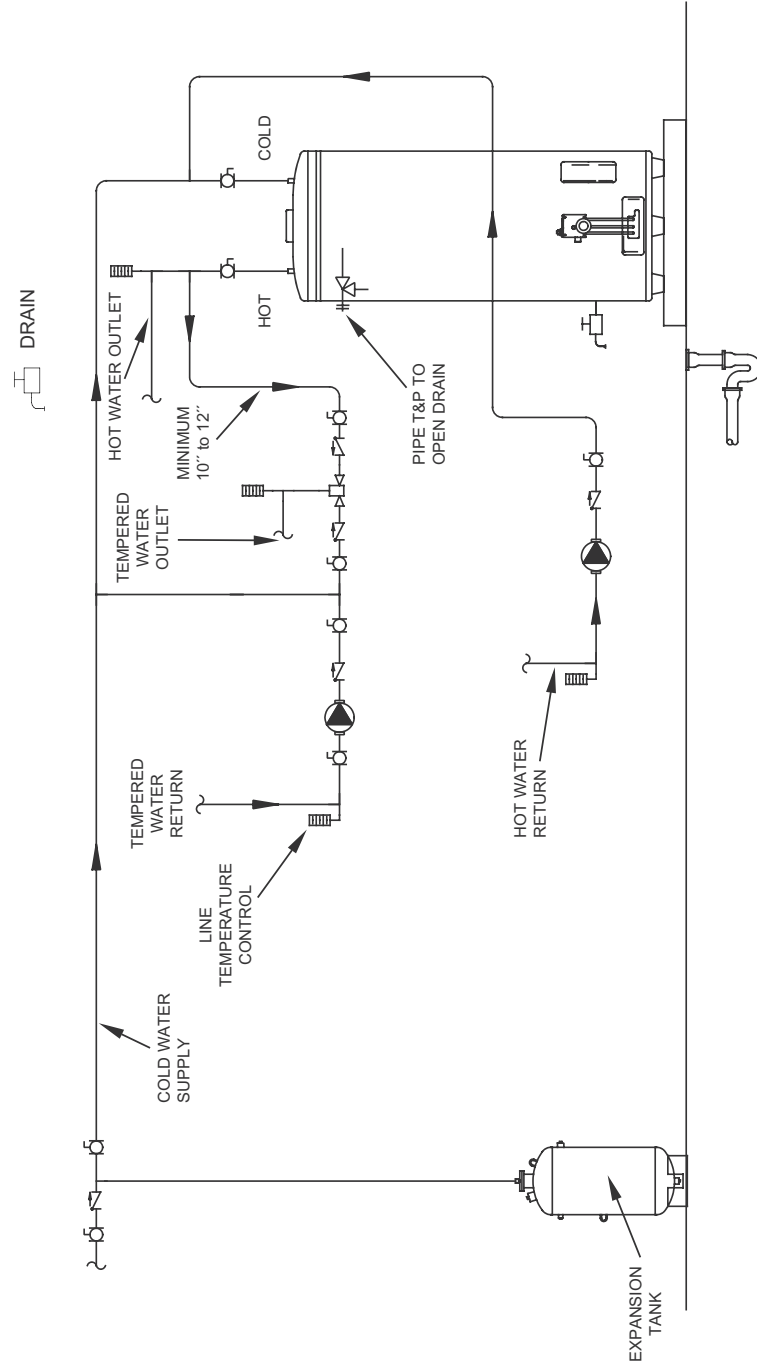 DRAIN
COLD
HOT WATER OUTLET
HOT
MINIMUM
10″ to 12″
TEMPERED
WATER
OUTLET
PIPE T&P TO
OPEN DRAIN
TEMPERED
WATER
RETURN
HOT WATER
RETURN
LINE
TEMPERATURE
CONTROL
COLD WATER
SUPPLY
EXPANSION
TANK